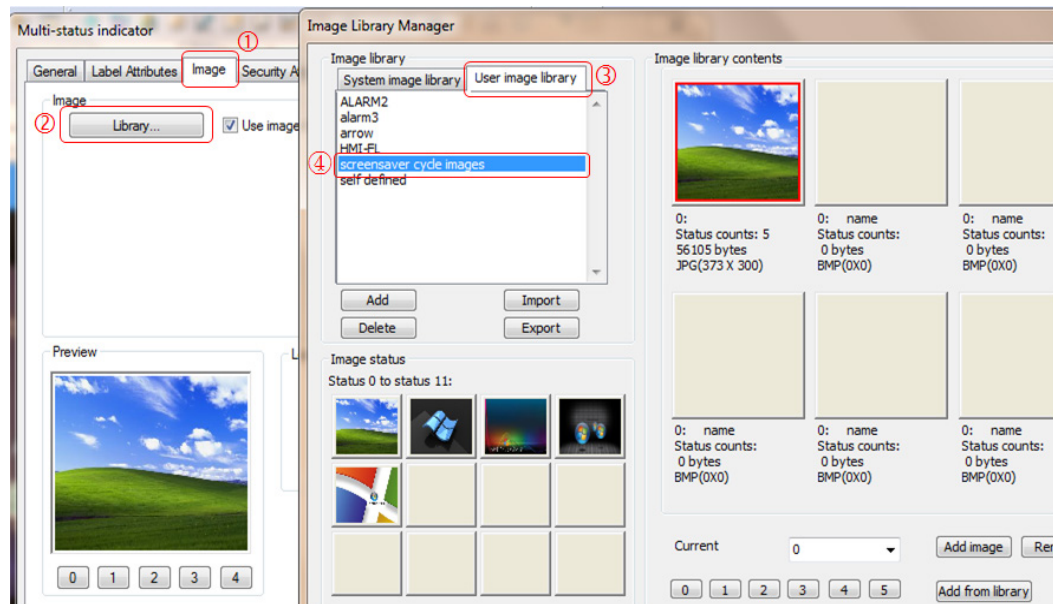 Multi-status indicator
①
General Label Attributes Image Security A
Image
②
Library...
Use image
Preview
L
0 1 2 3 4
Image Library Manager
Image library
System image library User image library
③
ALARM2
alarm3
arrow
HMI-FL
④
screensaver cycle images
self defined
Add Import
Delete Export
Image status
Status 0 to status 11:
Image library contents
0:
Status counts: 5
56105 bytes
JPG(373 X 300)
0: name
Status counts:
0 bytes
BMP(0X0)
0: name
Status counts:
0 bytes
BMP(0X0)
0: name
Status counts:
0 bytes
BMP(0X0)
0: name
Status counts:
0 bytes
BMP(0X0)
0: name
Status counts:
0 bytes
BMP(0X0)
Current 0 Add image Rer
0 1 2 3 4 5 Add from library